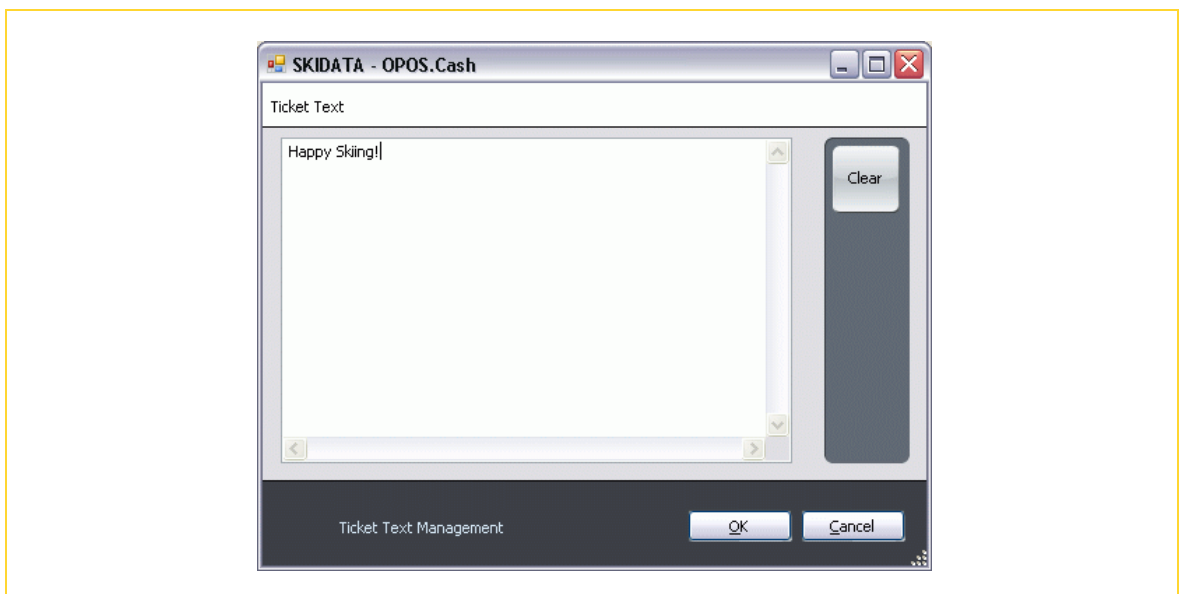 SKIDATA - OPOS.Cash
Ticket Text
Happy Skiing!
Clear
Ticket Text Management
OK
Cancel